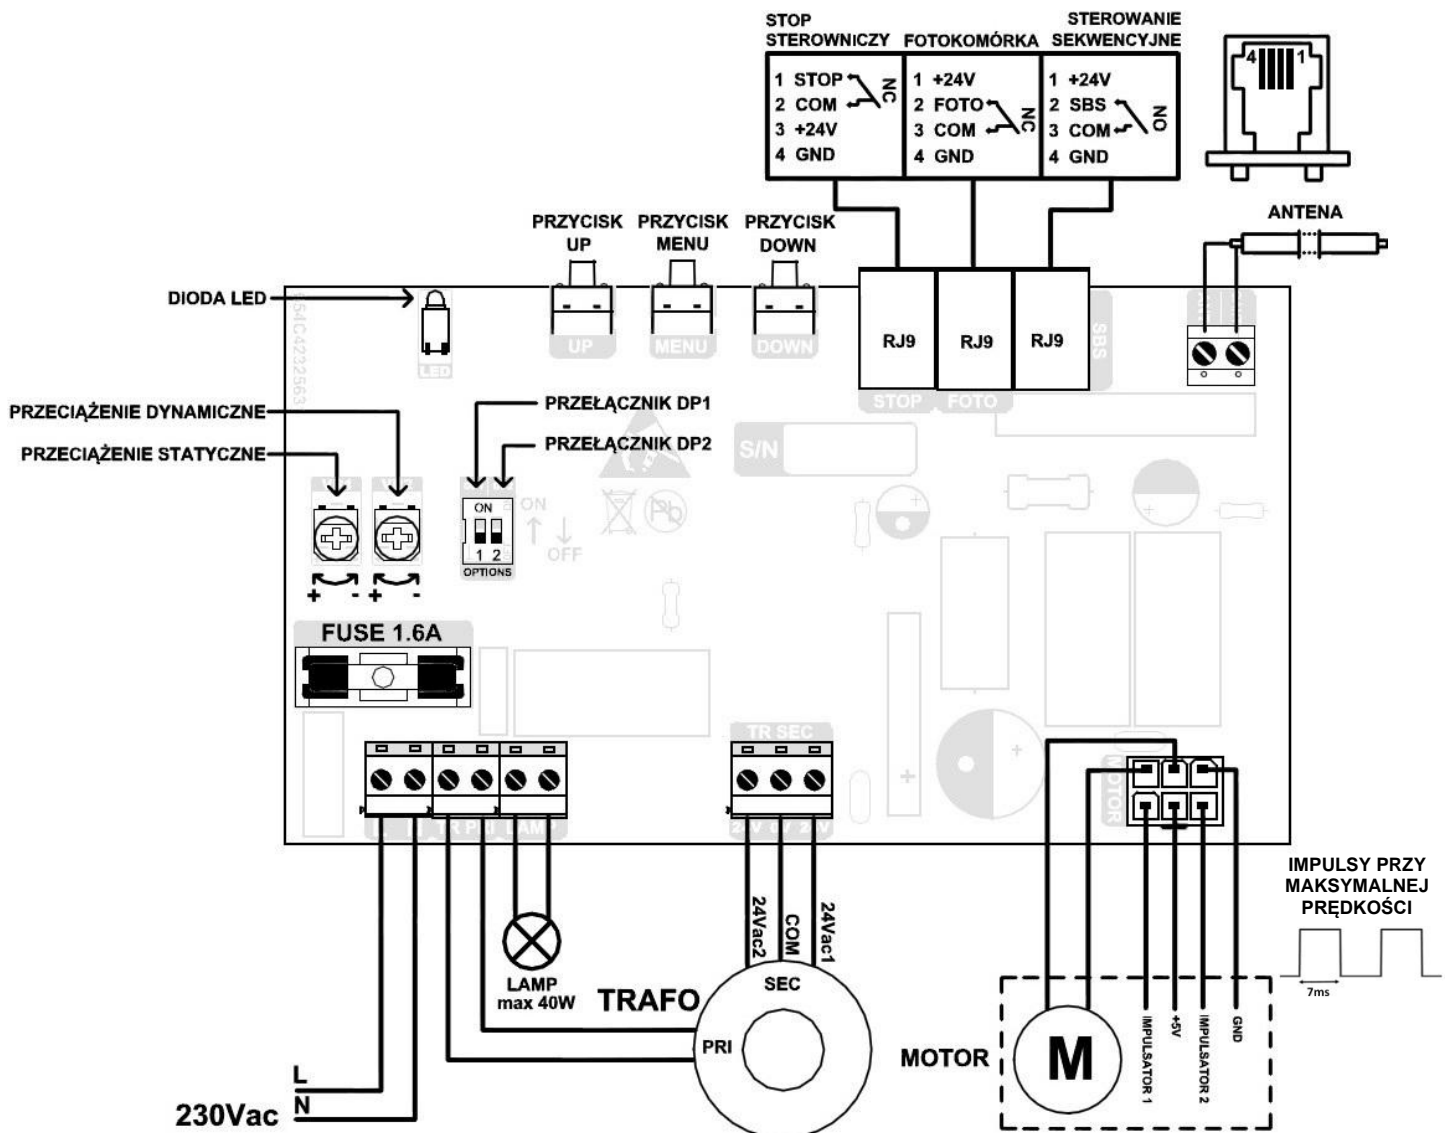 STOP
STEROWNICZY
FOTOKOMÓRKA
STEROWANIE
SEKWENCYJNE
1 STOP
2 COM
3 +24V
4 GND
NC
1 +24V
2 FOTO
3 COM
4 GND
NC
1 +24V
2 SBS
3 COM
4 GND
NO
4 1
ANTENA
PRZYCISK
UP
PRZYCISK
MENU
PRZYCISK
DOWN
DIODA LED
LED
UP
MENU
DOWN
RJ9
RJ9
RJ9
SBS
STOP
FOTO
PRZECIĄŻENIE DYNAMICZNE
PRZECIĄŻENIE STATYCZNE
PRZEŁĄCZNIK DP1
PRZEŁĄCZNIK DP2
S/N
Pb
ON
1 2
OPTIONS
ON
OFF
+ -
+ -
FUSE 1.6A
TR SEC
MOTOR
TR PRI
LAMP
0V
24Vac2
COM
24Vac1
LAMP
max 40W
TRAFO
SEC
PRI
L
N
230Vac
MOTOR
M
IMPULSATOR 1
+5V
IMPULSATOR 2
GND
IMPULSY PRZY
MAKSYMALNEJ
PRĘDKOŚCI
7ms